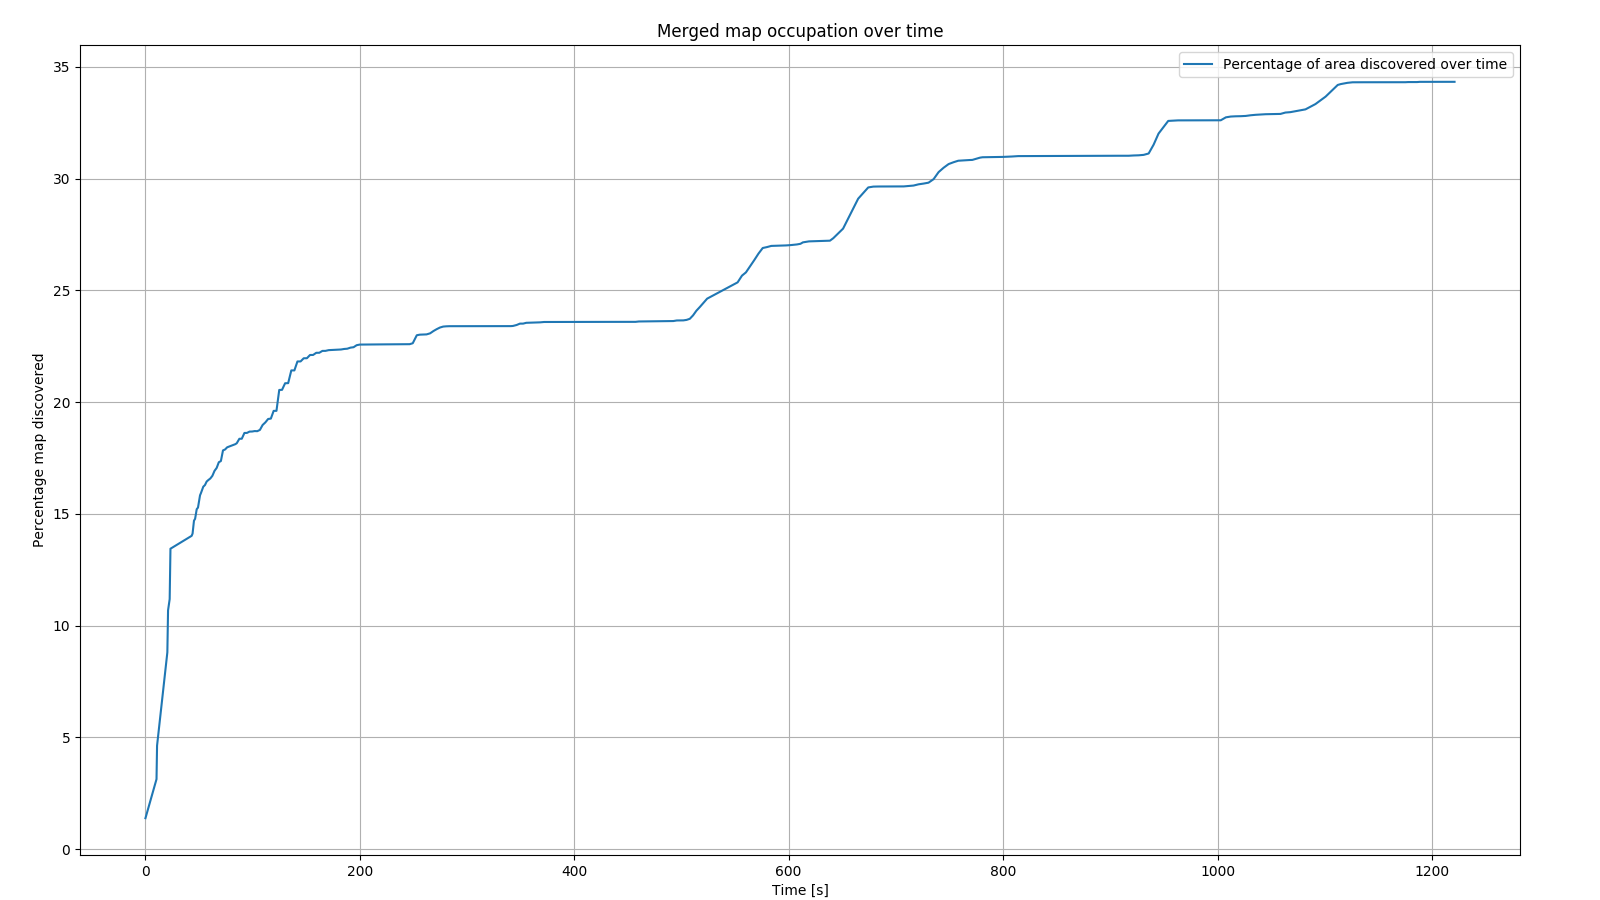 Merged map occupation over time
Percentage of area discovered over time
35
30
25
20
15
10
5
0
Percentage map discovered
0 200 400 600 800 1000 1200
Time [s]